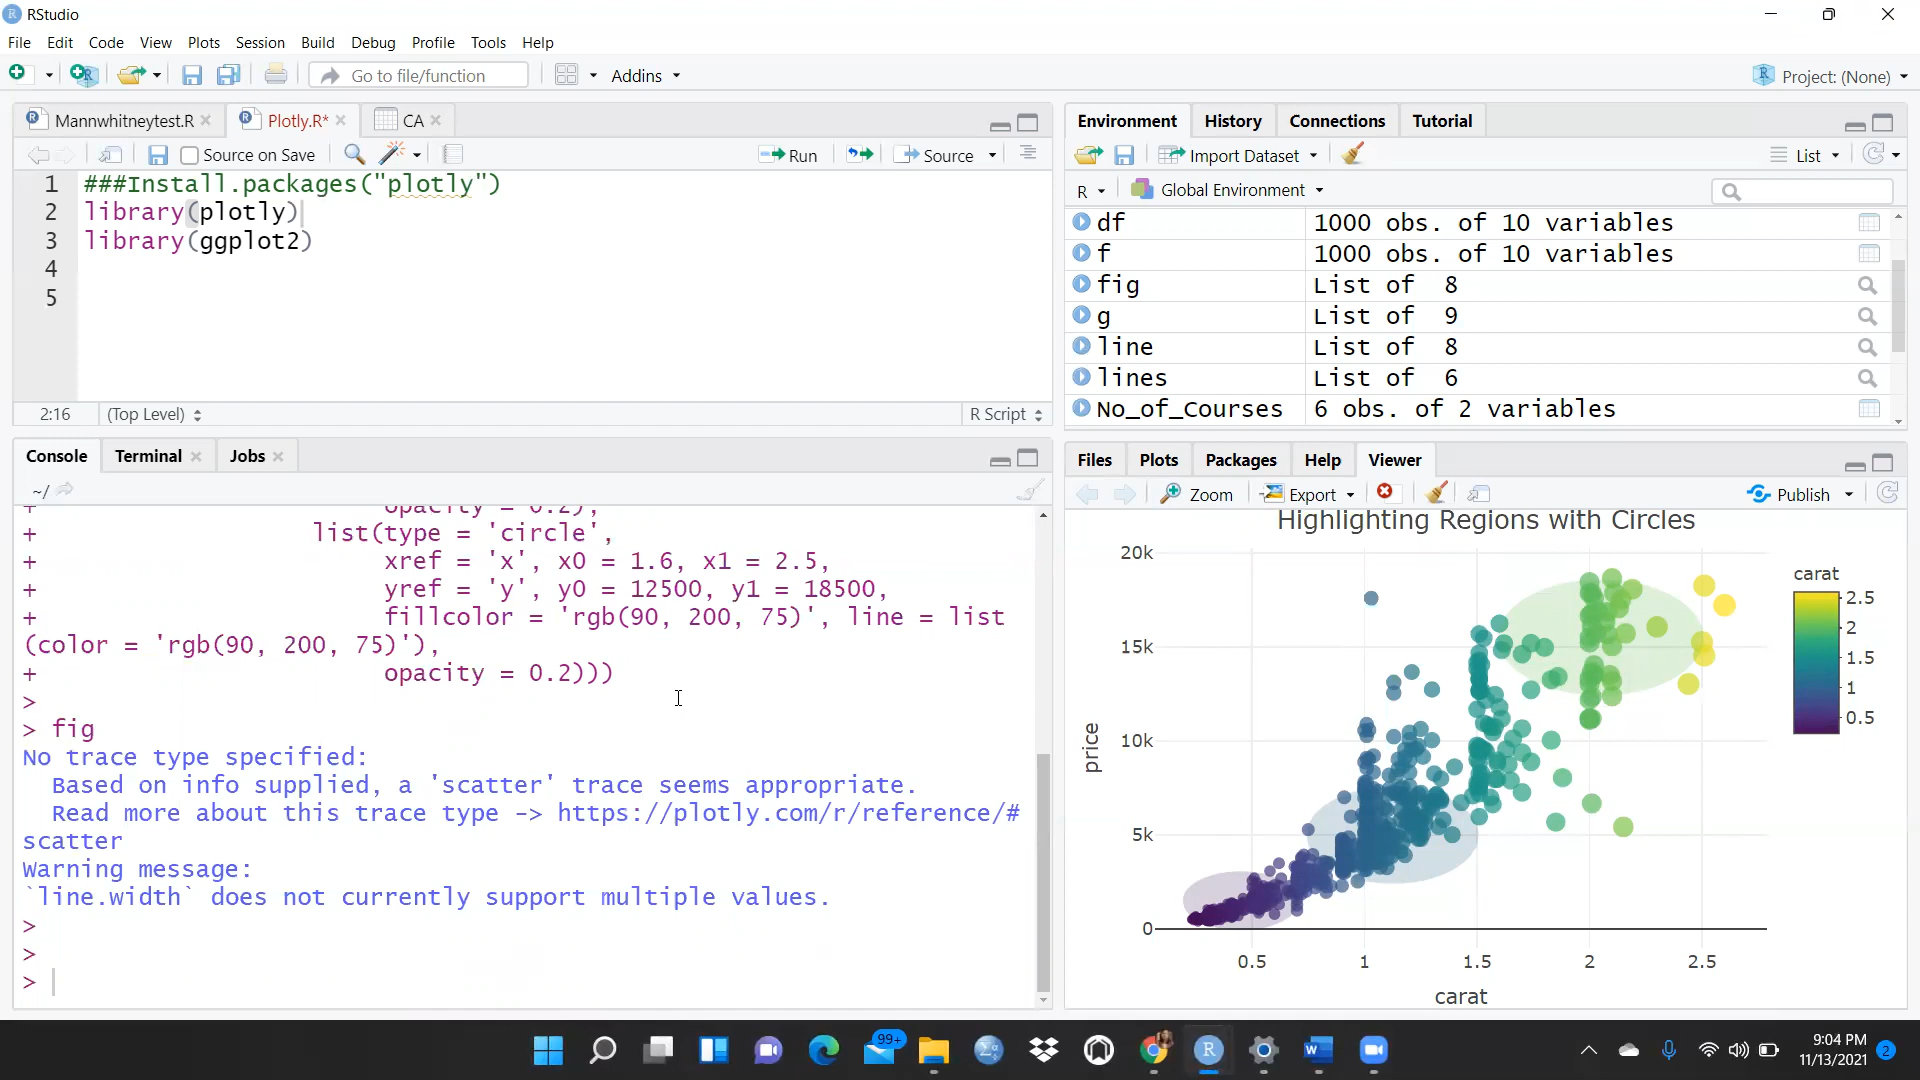 RStudio
File Edit Code View Plots Session Build Debug Profile Tools Help
Go to file/function Addins Project: (None)
Mannwhitneytest.R Plotly.R* CA
Source on Save Run Source
1 ###Install.packages("plotly")
2 library(plotly)
3 library(ggplot2)
4
5
2:16 (Top Level) R Script
Console Terminal Jobs
~/
+ opacity = 0.2),
+ list(type = 'circle',
+ xref = 'x', x0 = 1.6, x1 = 2.5,
+ yref = 'y', y0 = 12500, y1 = 18500,
+ fillcolor = 'rgb(90, 200, 75)', line = list
(color = 'rgb(90, 200, 75)'),
+ opacity = 0.2)))
>
> fig
No trace type specified:
Based on info supplied, a 'scatter' trace seems appropriate.
Read more about this trace type -> https://plotly.com/r/reference/#
scatter
Warning message:
`line.width` does not currently support multiple values.
>
>
>
Environment History Connections Tutorial
Import Dataset List
R Global Environment
df 1000 obs. of 10 variables
f 1000 obs. of 10 variables
fig List of 8
g List of 9
line List of 8
lines List of 6
No_of_Courses 6 obs. of 2 variables
Files Plots Packages Help Viewer
Zoom Export Publish
Highlighting Regions with Circles
20k
15k
10k
5k
0
price
0.5 1 1.5 2 2.5
carat
carat
2.5
2
1.5
1
0.5
99+
9:04 PM
11/13/2021
2